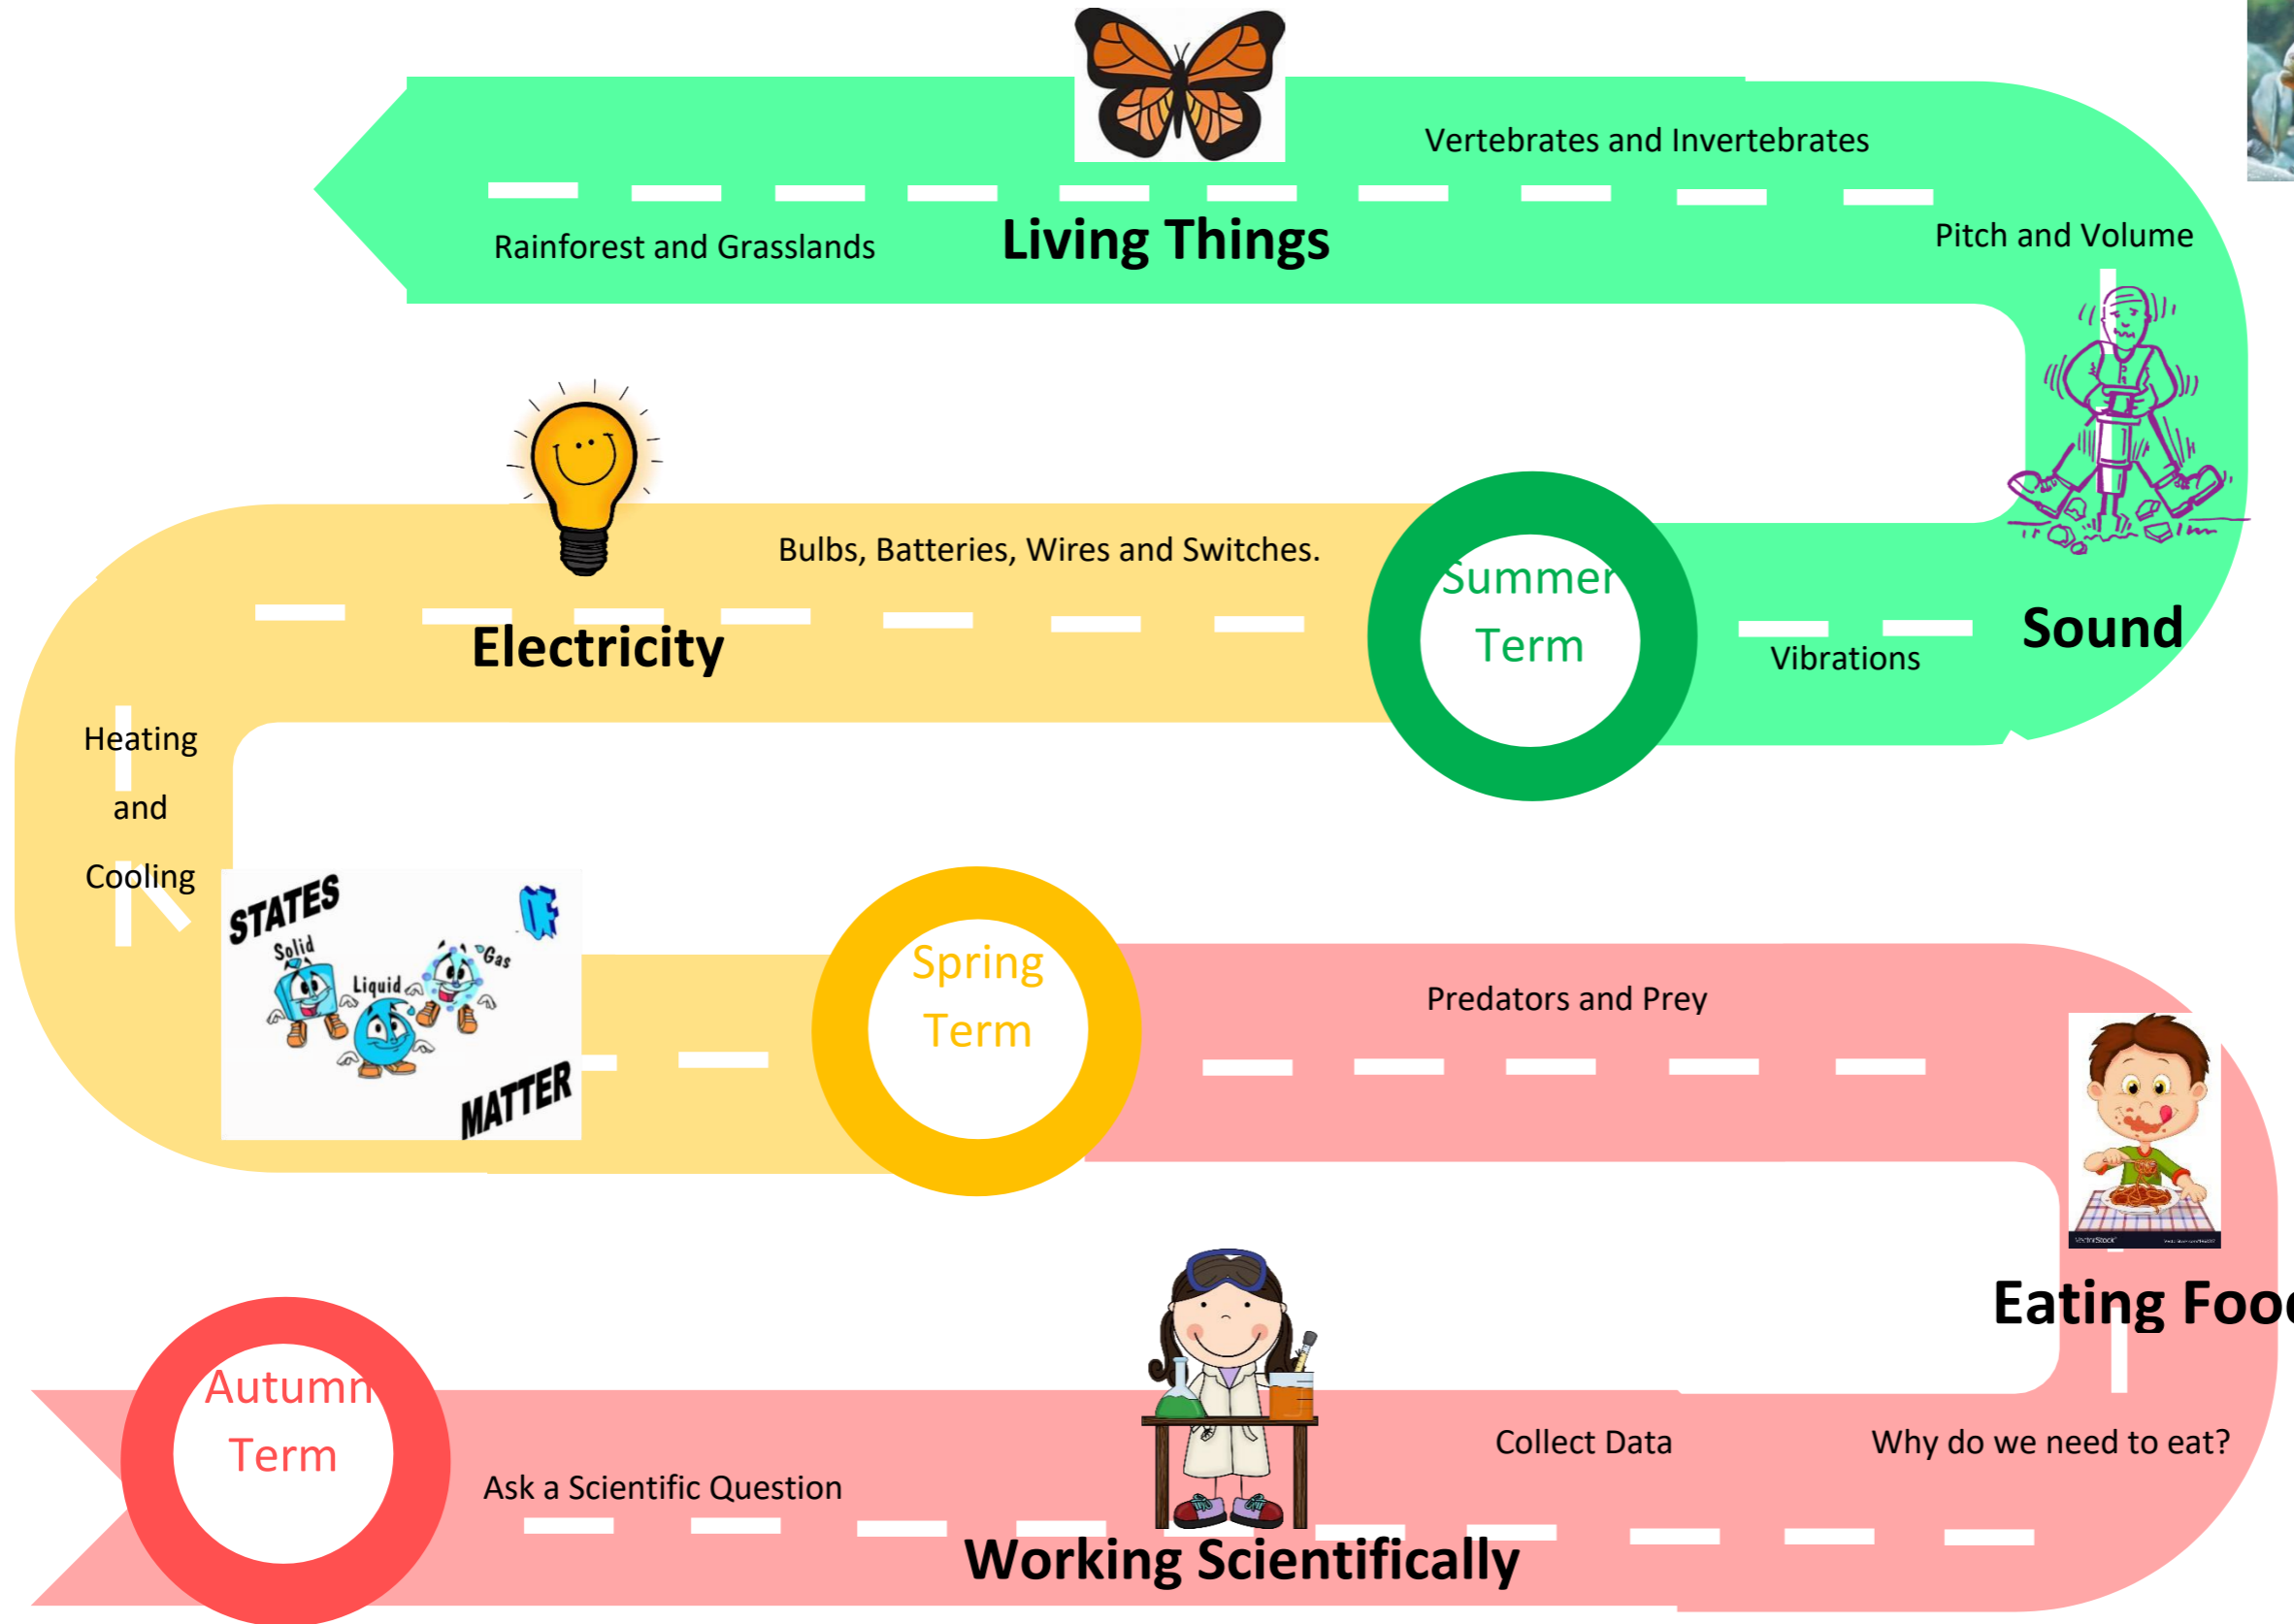 Vertebrates and Invertebrates
Rainforest and Grasslands
Living Things
Pitch and Volume
Bulbs, Batteries, Wires and Switches.
Electricity
Summer
Term
Vibrations
Sound
Heating
and
Cooling
STATES
OF
Solid
Liquid
Gas
MATTER
Spring
Term
Predators and Prey
VectorStock
Eating Food
Autumn
Term
Ask a Scientific Question
Collect Data
Why do we need to eat?
Working Scientifically